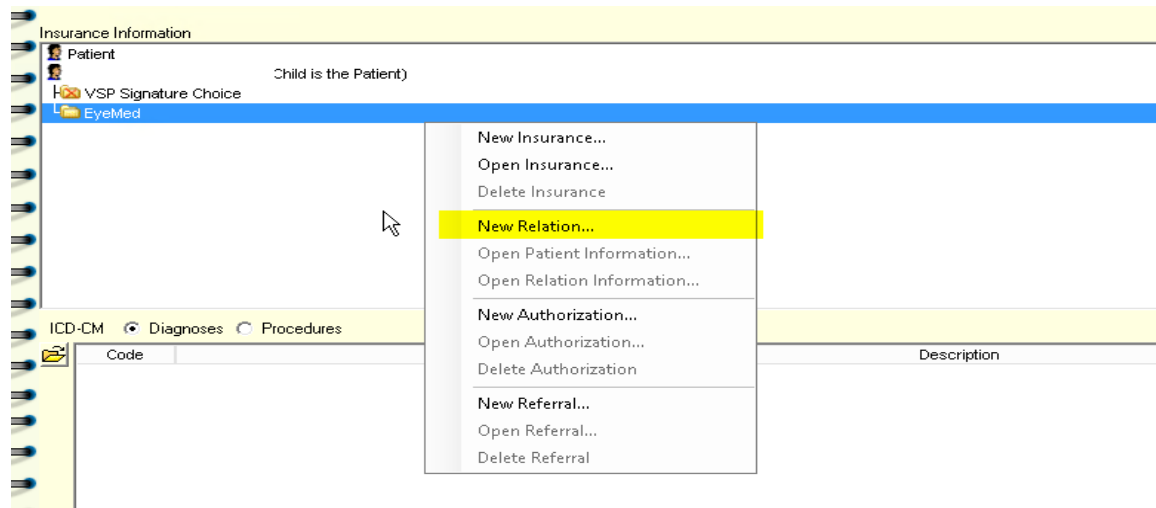 Insurance Information
Patient
Child is the Patient)
VSP Signature Choice
EyeMed
New Insurance...
Open Insurance...
Delete Insurance
New Relation...
Open Patient Information...
Open Relation Information...
New Authorization...
Open Authorization...
Delete Authorization
New Referral...
Open Referral...
Delete Referral
ICD-CM Diagnoses Procedures
Code Description